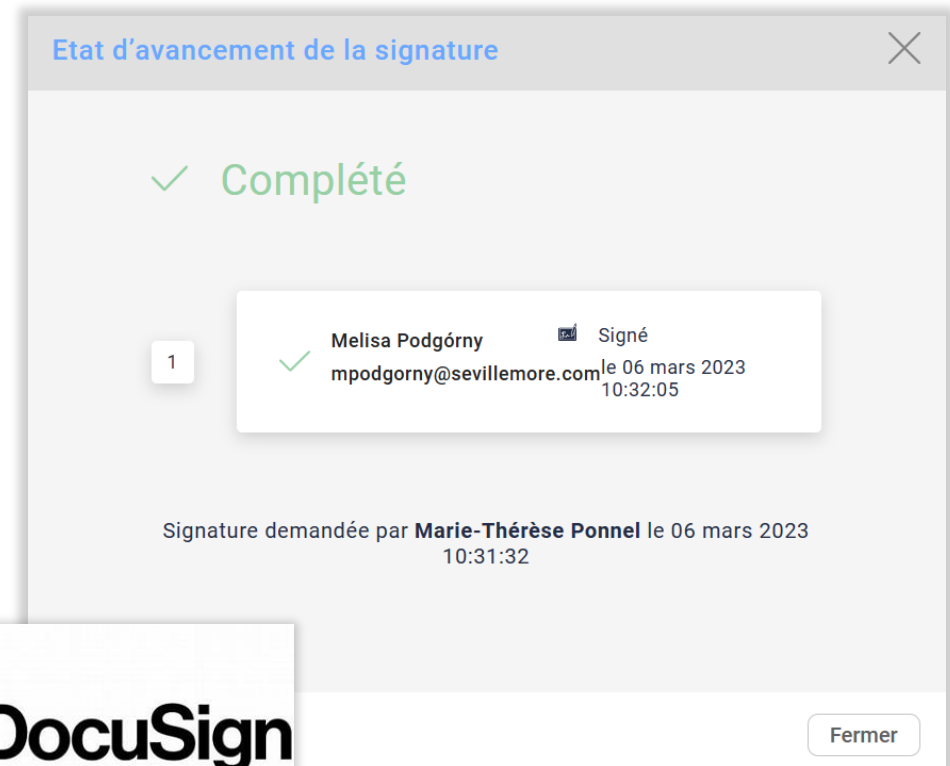 Etat d’avancement de la signature
Complété
1
Melisa Podgórny
mpodgorny@sevillemore.com
Signé
le 06 mars 2023
10:32:05
Signature demandée par Marie-Thérèse Ponnel le 06 mars 2023
10:31:32
DocuSign
Fermer